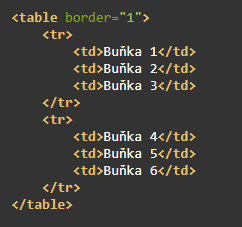 <table border="1">
    <tr>
        <td>Buňka 1</td>
        <td>Buňka 2</td>
        <td>Buňka 3</td>
    </tr>
    <tr>
        <td>Buňka 4</td>
        <td>Buňka 5</td>
        <td>Buňka 6</td>
    </tr>
</table>